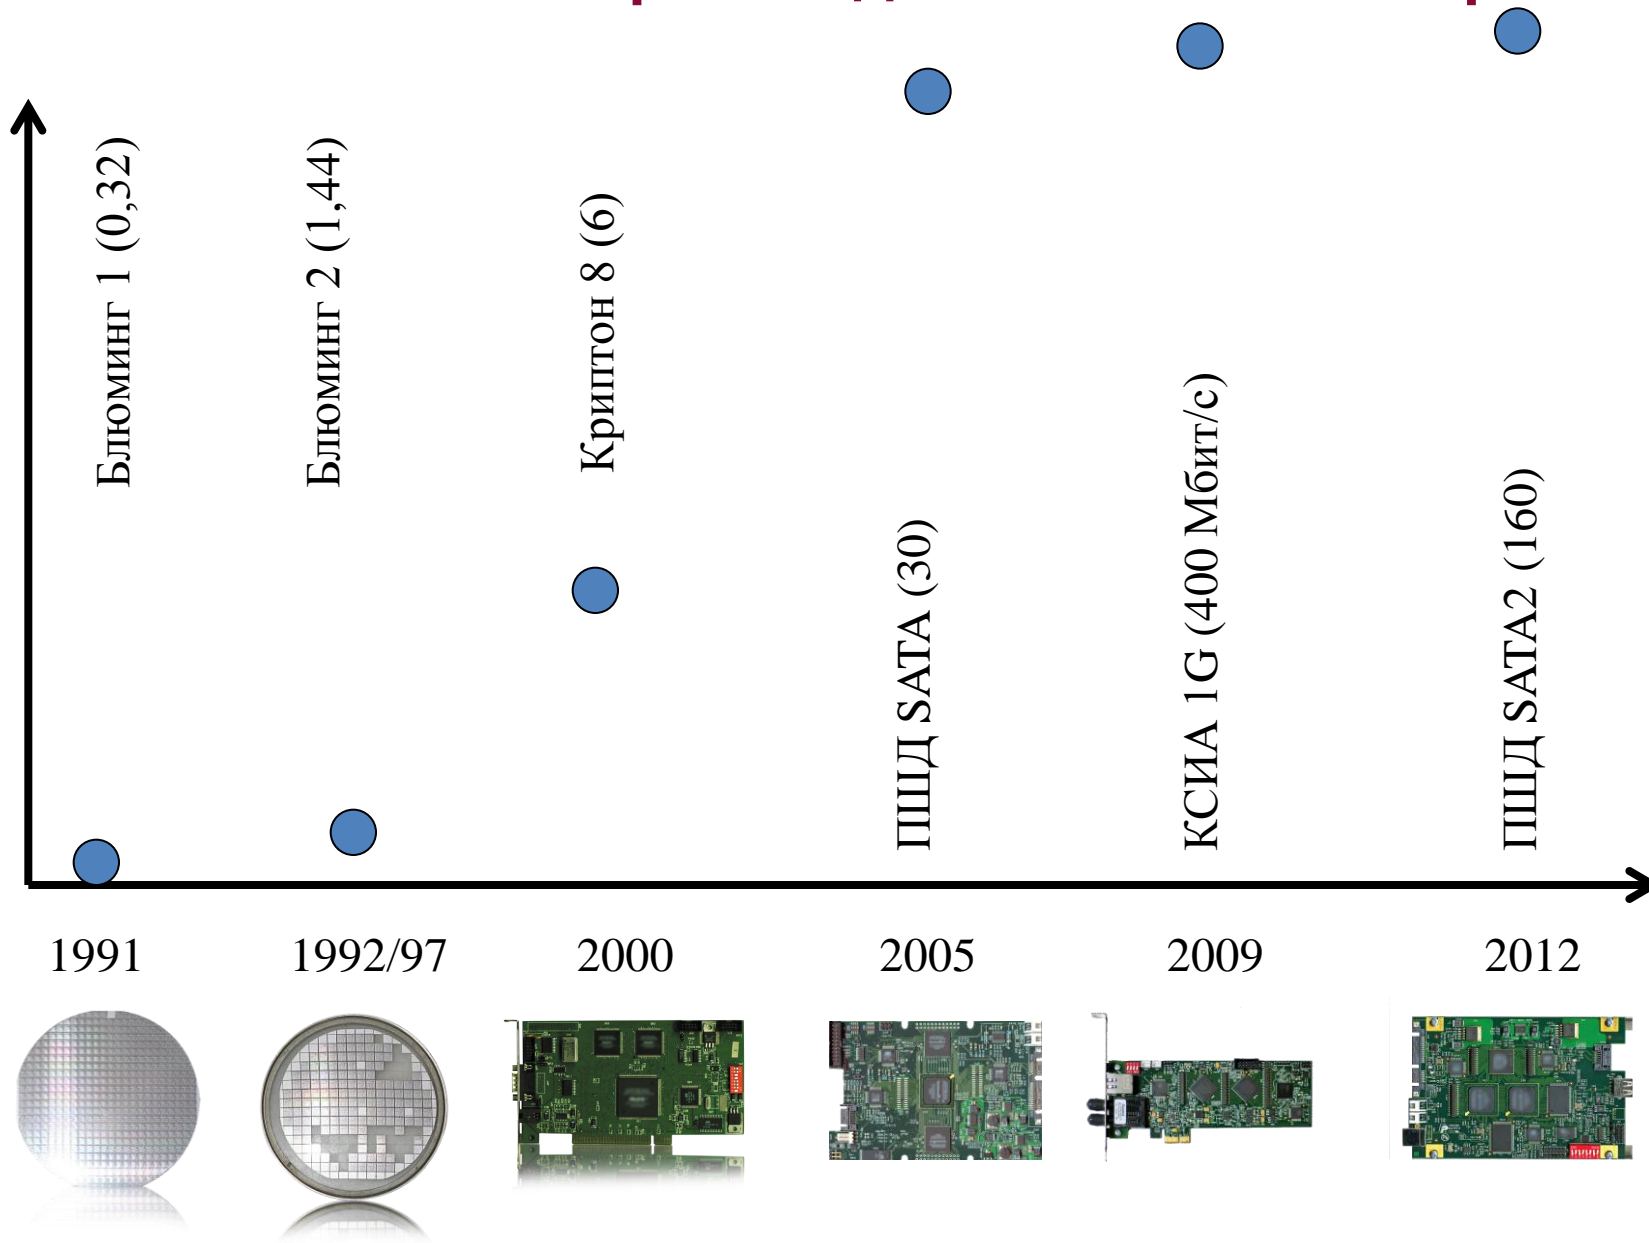 Блюминг 1 (0,32)
Блюминг 2 (1,44)
Криптон 8 (6)
ПШД SATA (30)
КСИА 1G (400 Мбит/с)
ПШД SATA2 (160)
1991
1992/97
2000
2005
2009
2012